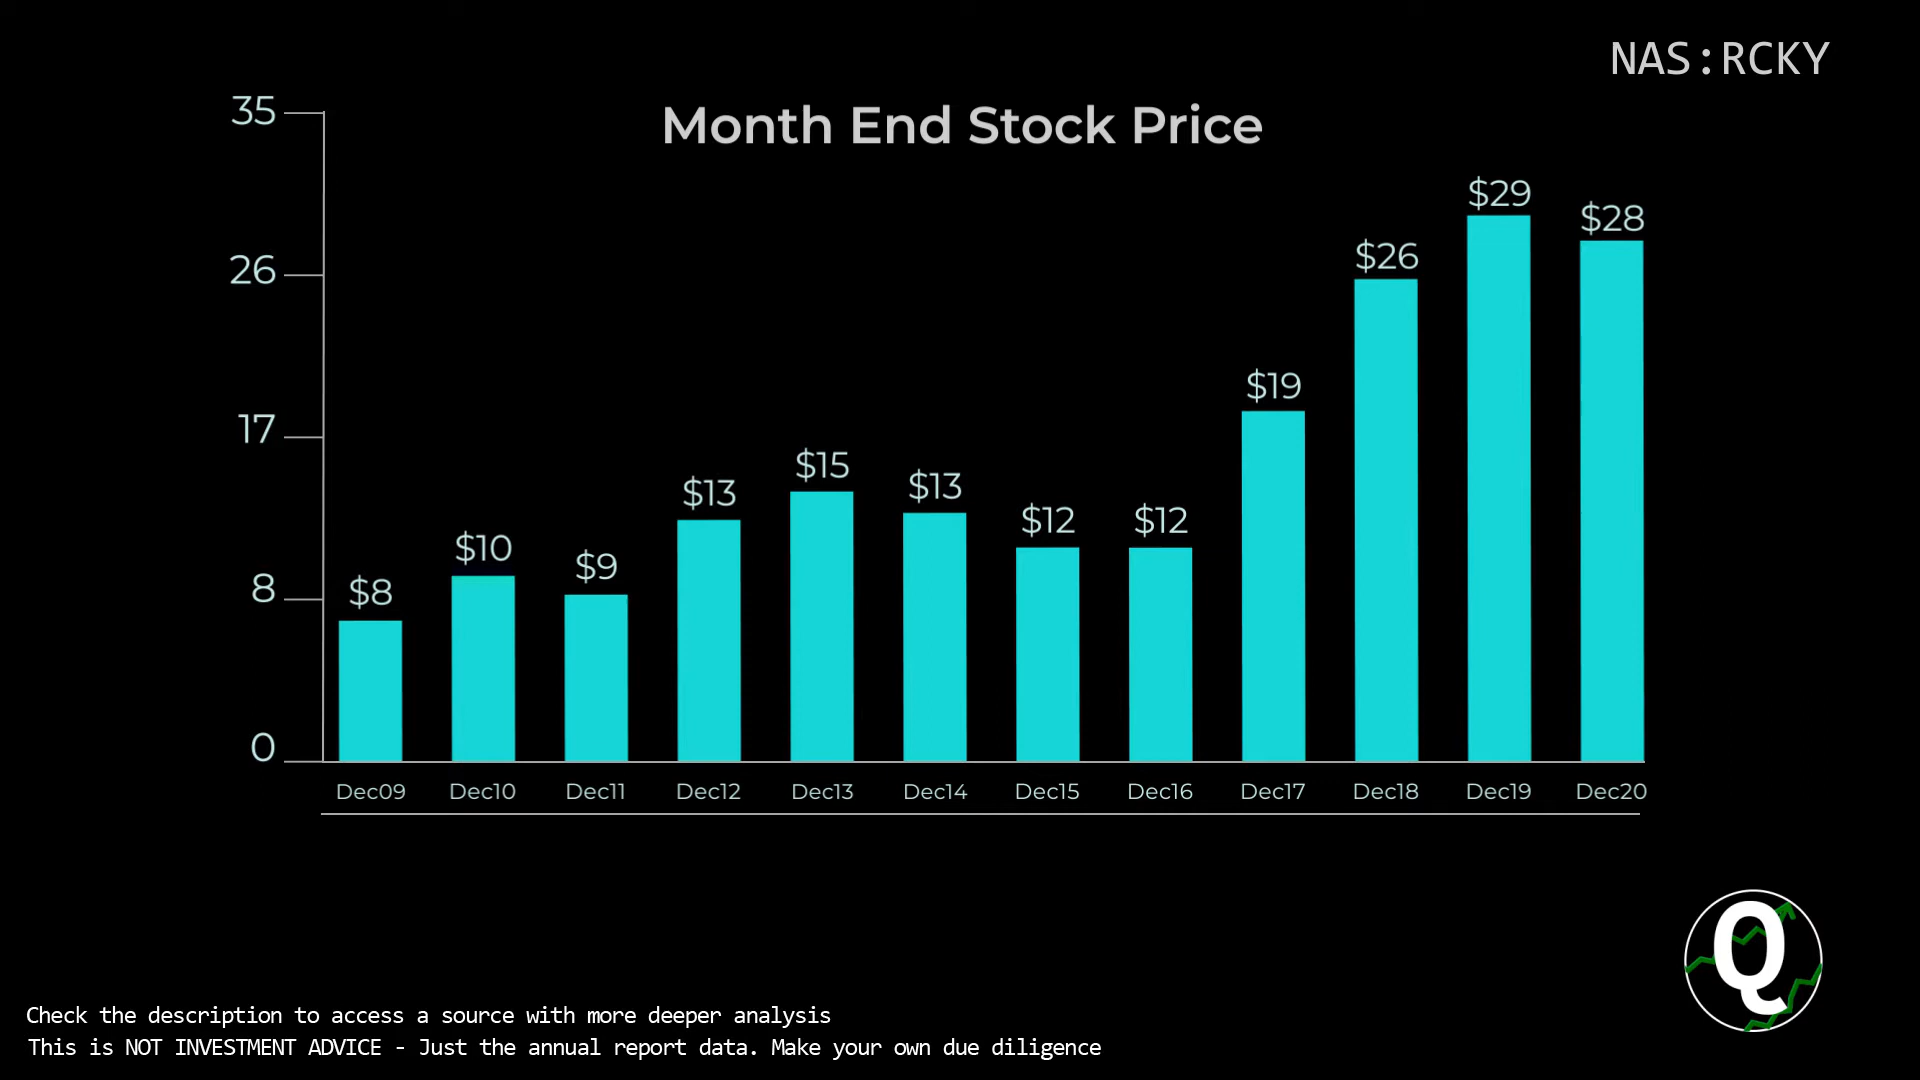 NAS:RCKY
Month End Stock Price
35
26
17
8
0
$8
$10
$9
$13
$15
$13
$12
$12
$19
$26
$29
$28
Dec09 Dec10 Dec11 Dec12 Dec13 Dec14 Dec15 Dec16 Dec17 Dec18 Dec19 Dec20
Q
Check the description to access a source with more deeper analysis
This is NOT INVESTMENT ADVICE - Just the annual report data. Make your own due diligence